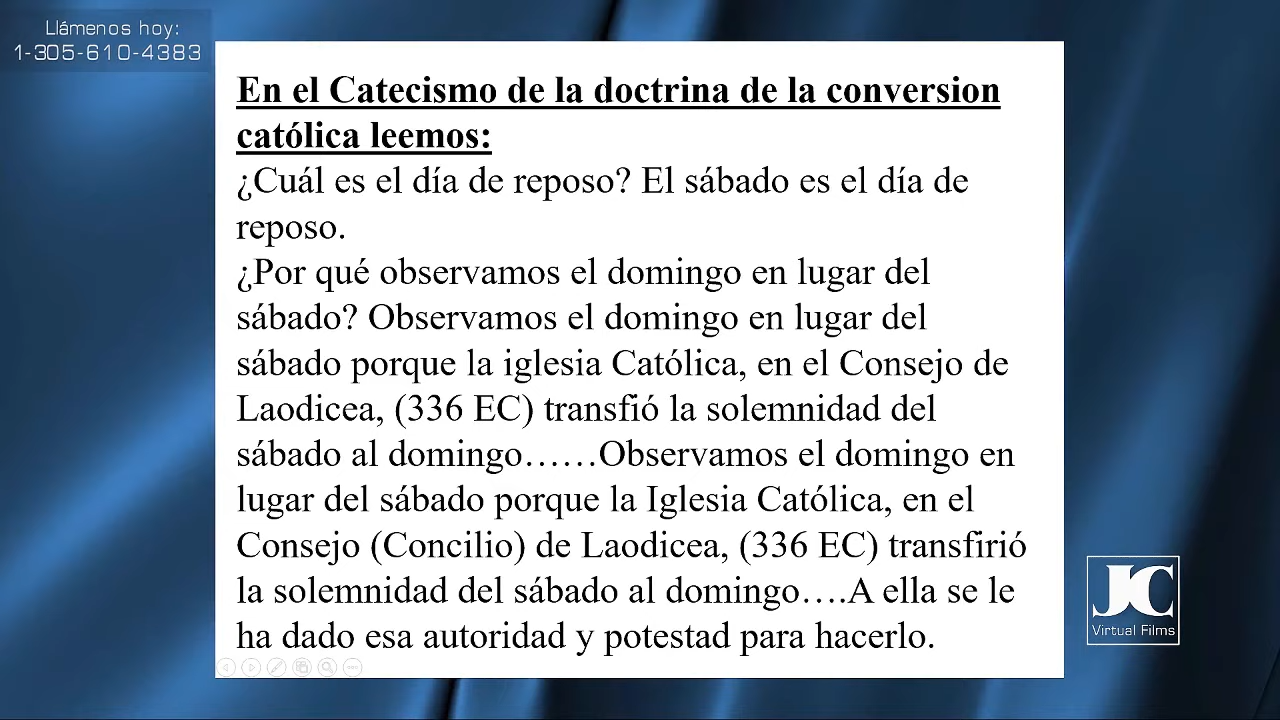 Llámenos hoy:
1-305-610-4383
En el Catecismo de la doctrina de la conversion
católica leemos:
¿Cuál es el día de reposo? El sábado es el día de
reposo.
¿Por qué observamos el domingo en lugar del
sábado? Observamos el domingo en lugar del
sábado porque la iglesia Católica, en el Consejo de
Laodicea, (336 EC) transfió la solemnidad del
sábado al domingo……Observamos el domingo en
lugar del sábado porque la Iglesia Católica, en el
Consejo (Concilio) de Laodicea, (336 EC) transfirió
la solemnidad del sábado al domingo….A ella se le
ha dado esa autoridad y potestad para hacerlo.
JC
Virtual Films